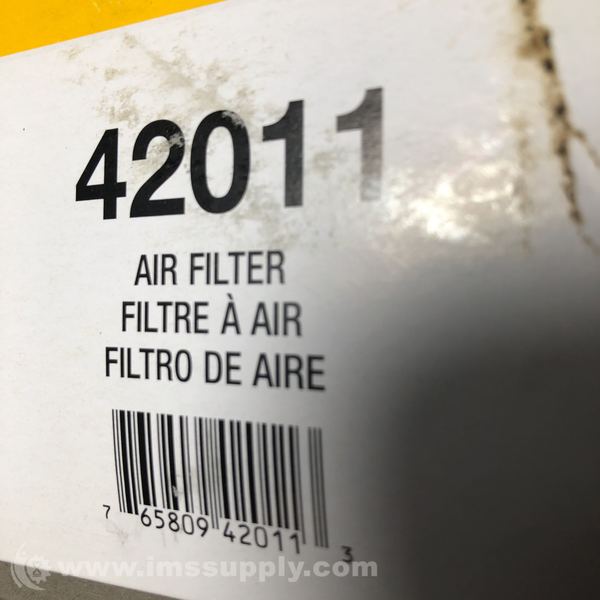 42011
AIR FILTER
FILTRE À AIR
FILTRO DE AIRE
7 65809 42011 3
www.imssupply.com